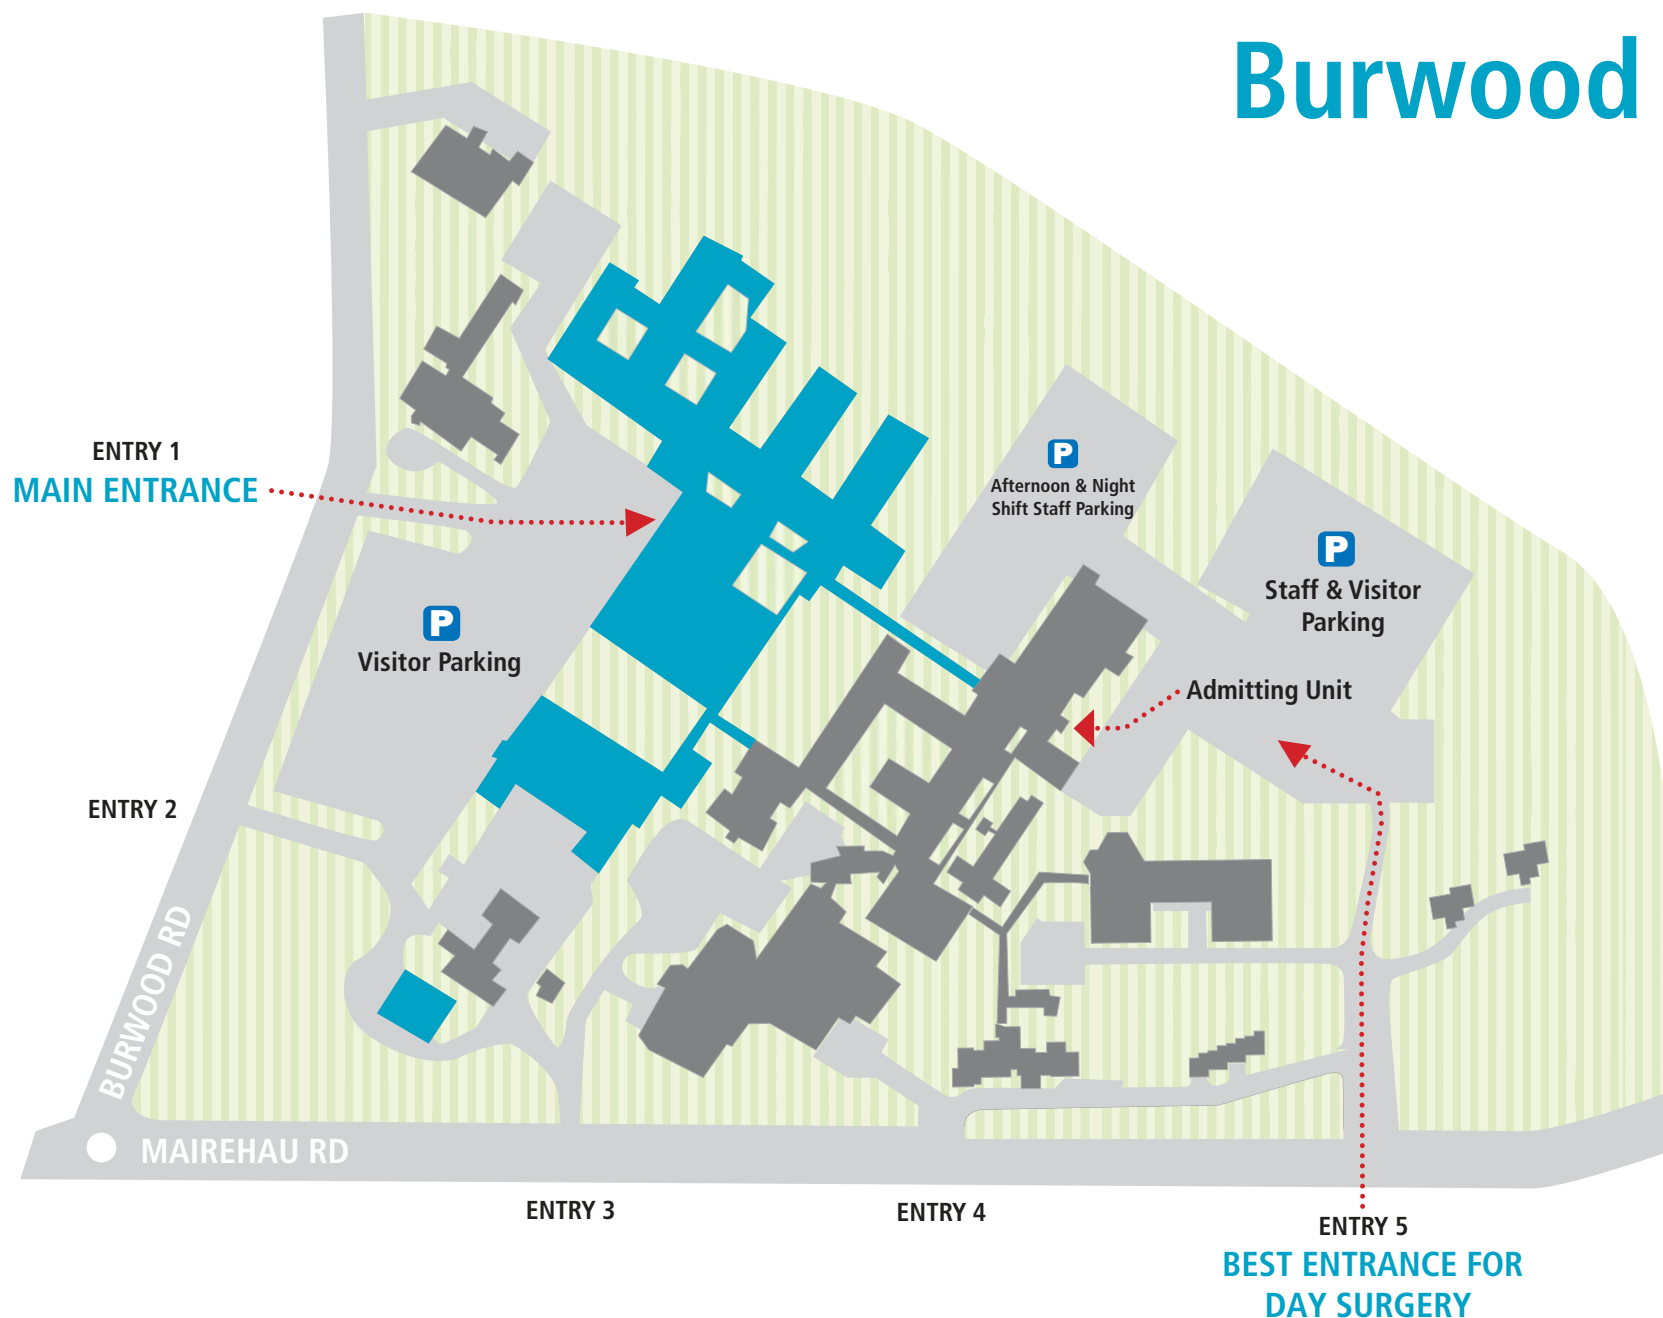 Burwood
ENTRY 1
MAIN ENTRANCE
P
Afternoon & Night
Shift Staff Parking
P
Staff & Visitor
Parking
P
Visitor Parking
Admitting Unit
ENTRY 2
BURWOOD RD
MAIREHAU RD
ENTRY 3
ENTRY 4
ENTRY 5
BEST ENTRANCE FOR
DAY SURGERY